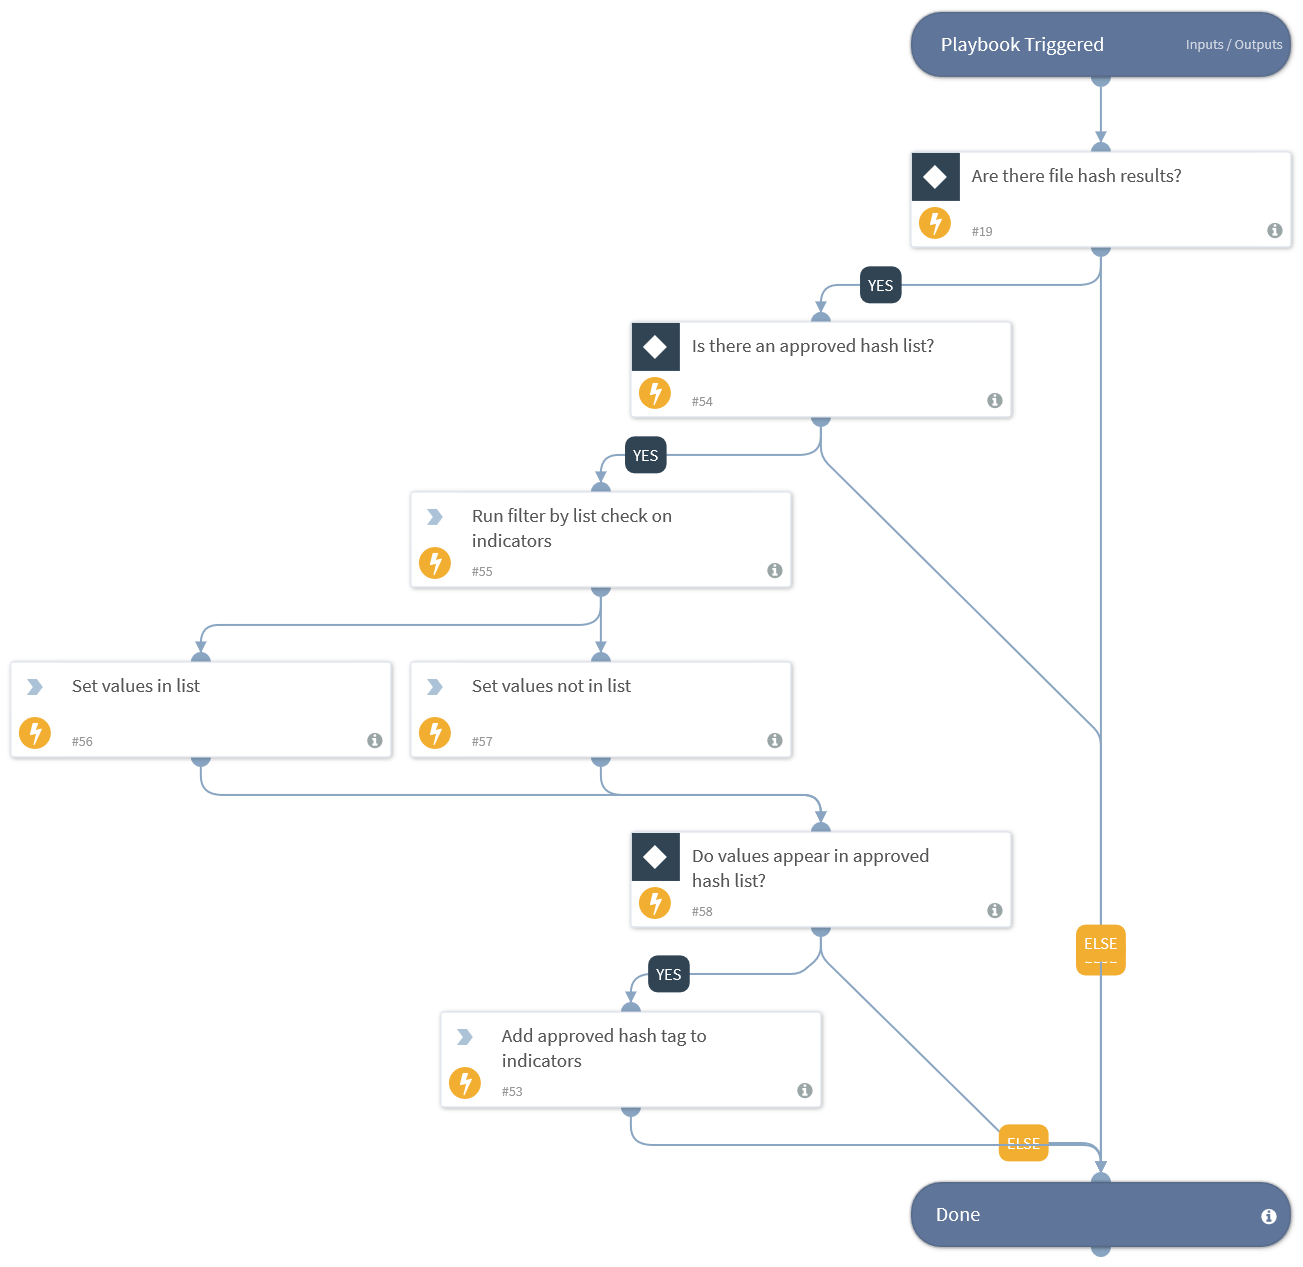 Playbook Triggered
Inputs / Outputs
Are there file hash results?
#19
YES
Is there an approved hash list?
#54
YES
Run filter by list check on
indicators
#55
Set values in list
#56
Set values not in list
#57
Do values appear in approved
hash list?
#58
ELSE
YES
Add approved hash tag to
indicators
#53
ELSE
Done